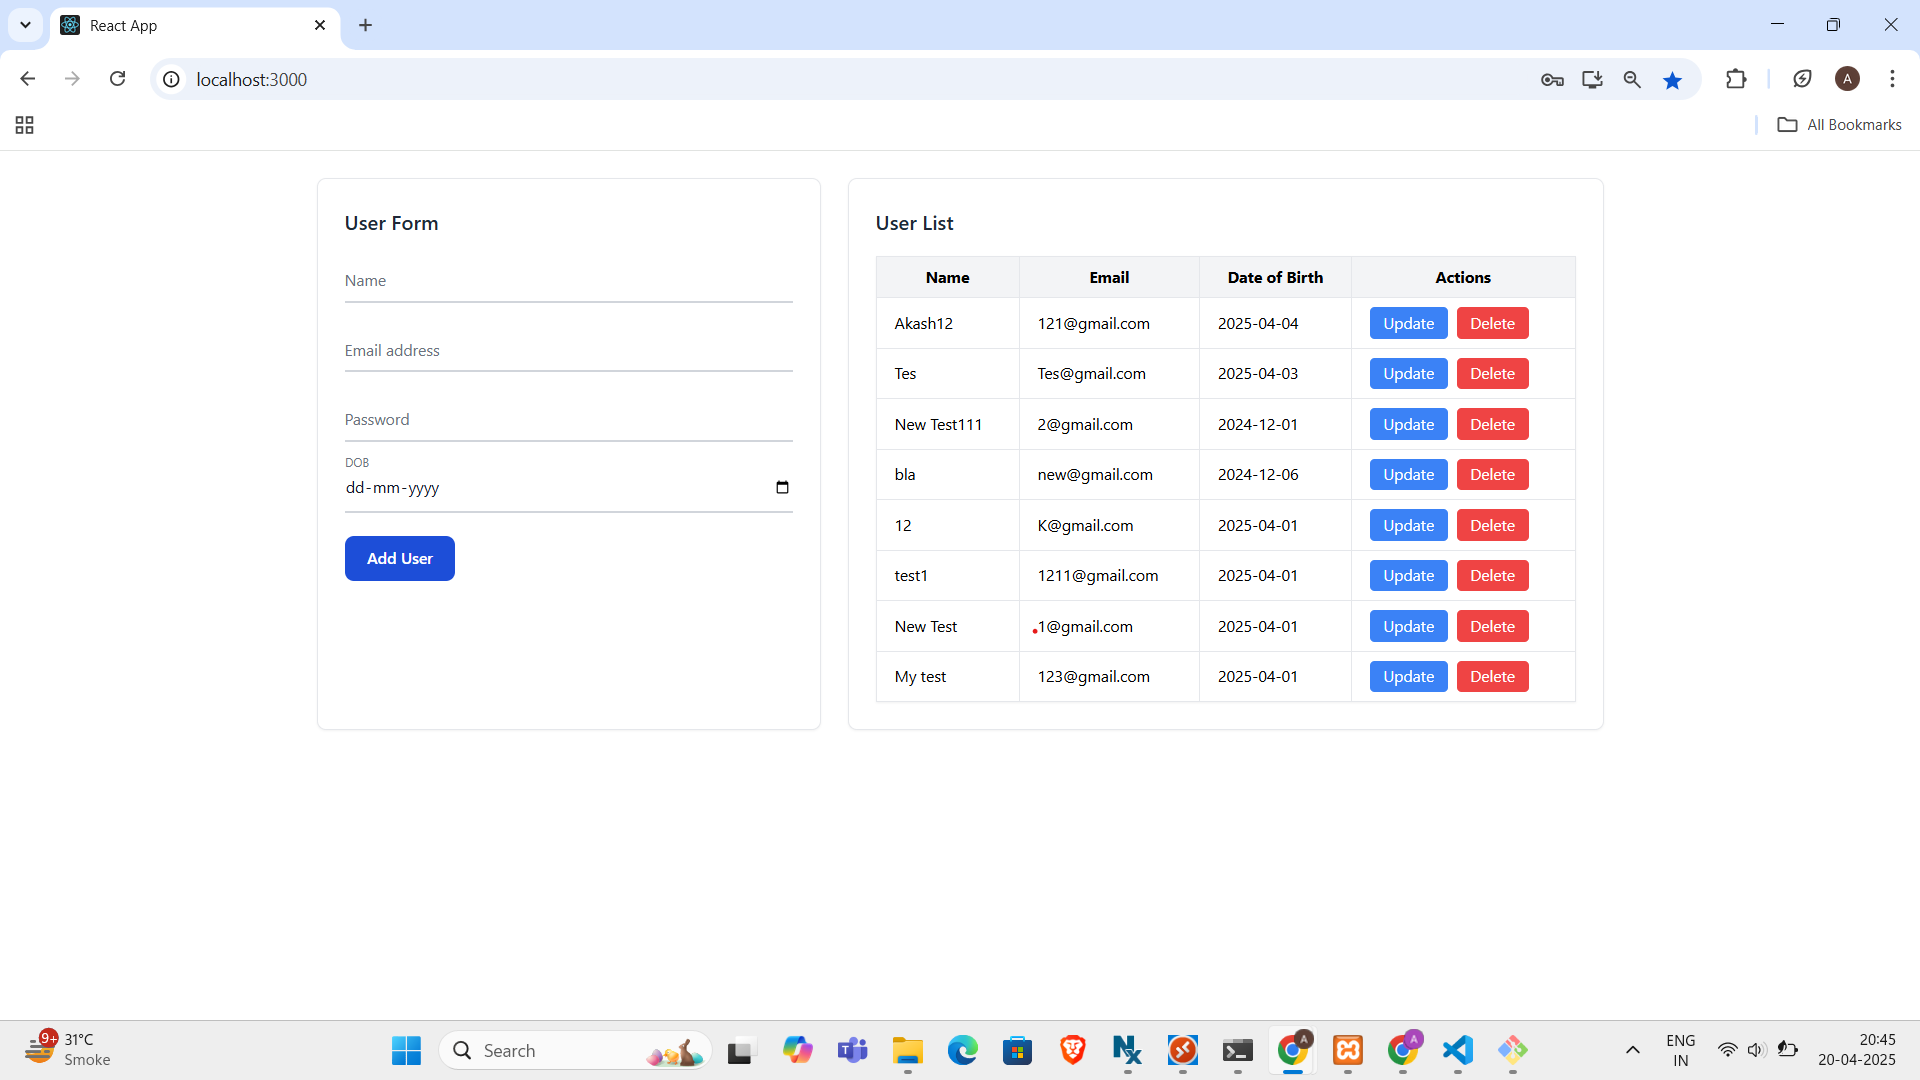 React App
localhost:3000
A
All Bookmarks
User Form
Name
Email address
Password
DOB
dd-mm-yyyy
Add User
User List
Name Email Date of Birth Actions
Akash12 121@gmail.com 2025-04-04 Update Delete
Tes Tes@gmail.com 2025-04-03 Update Delete
New Test111 2@gmail.com 2024-12-01 Update Delete
bla new@gmail.com 2024-12-06 Update Delete
12 K@gmail.com 2025-04-01 Update Delete
test1 1211@gmail.com 2025-04-01 Update Delete
New Test 1@gmail.com 2025-04-01 Update Delete
My test 123@gmail.com 2025-04-01 Update Delete
9+ 31°C
Smoke
Search
A
A
ENG
IN
20:45
20-04-2025